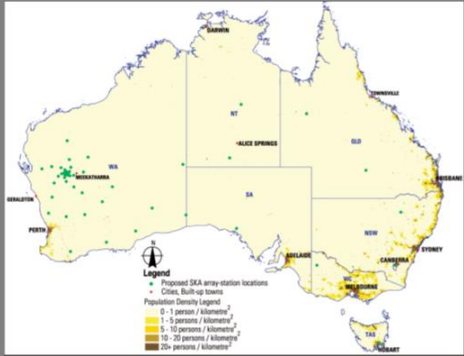 DARWIN
TOWNSVILLE
NT
ALICE SPRINGS
QLD
WA
MEEKATHARRA
BRISBANE
GERALDTON
SA
NSW
PERTH
SYDNEY
ADELAIDE
CANBERRA
VIC
MELBOURNE
TAS
HOBART
N
Legend
Proposed SKA array-station locations
Cities, Built-up towns
Population Density Legend
0 - 1 person / kilometre²
1 - 5 persons / kilometre²
5 - 10 persons / kilometre²
10 - 20 persons / kilometre²
20+ persons / kilometre²